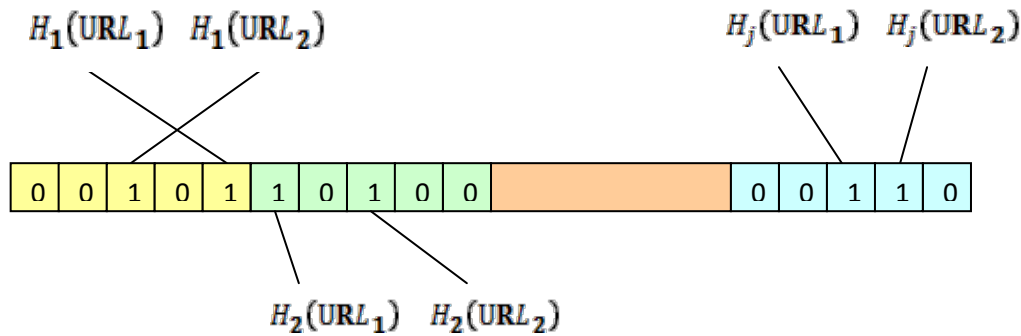 H₁(URL₁) H₁(URL₂) Hⱼ(URL₁) Hⱼ(URL₂)
0 0 1 0 1 1 0 1 0 0 0 0 1 1 0
H₂(URL₁) H₂(URL₂)